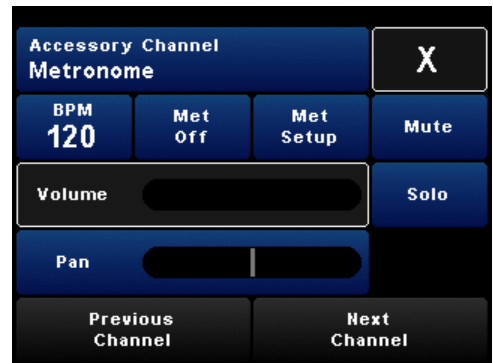 Accessory Channel
Metronome
X
BPM
120
Met
Off
Met
Setup
Mute
Volume
Solo
Pan
Previous
Channel
Next
Channel